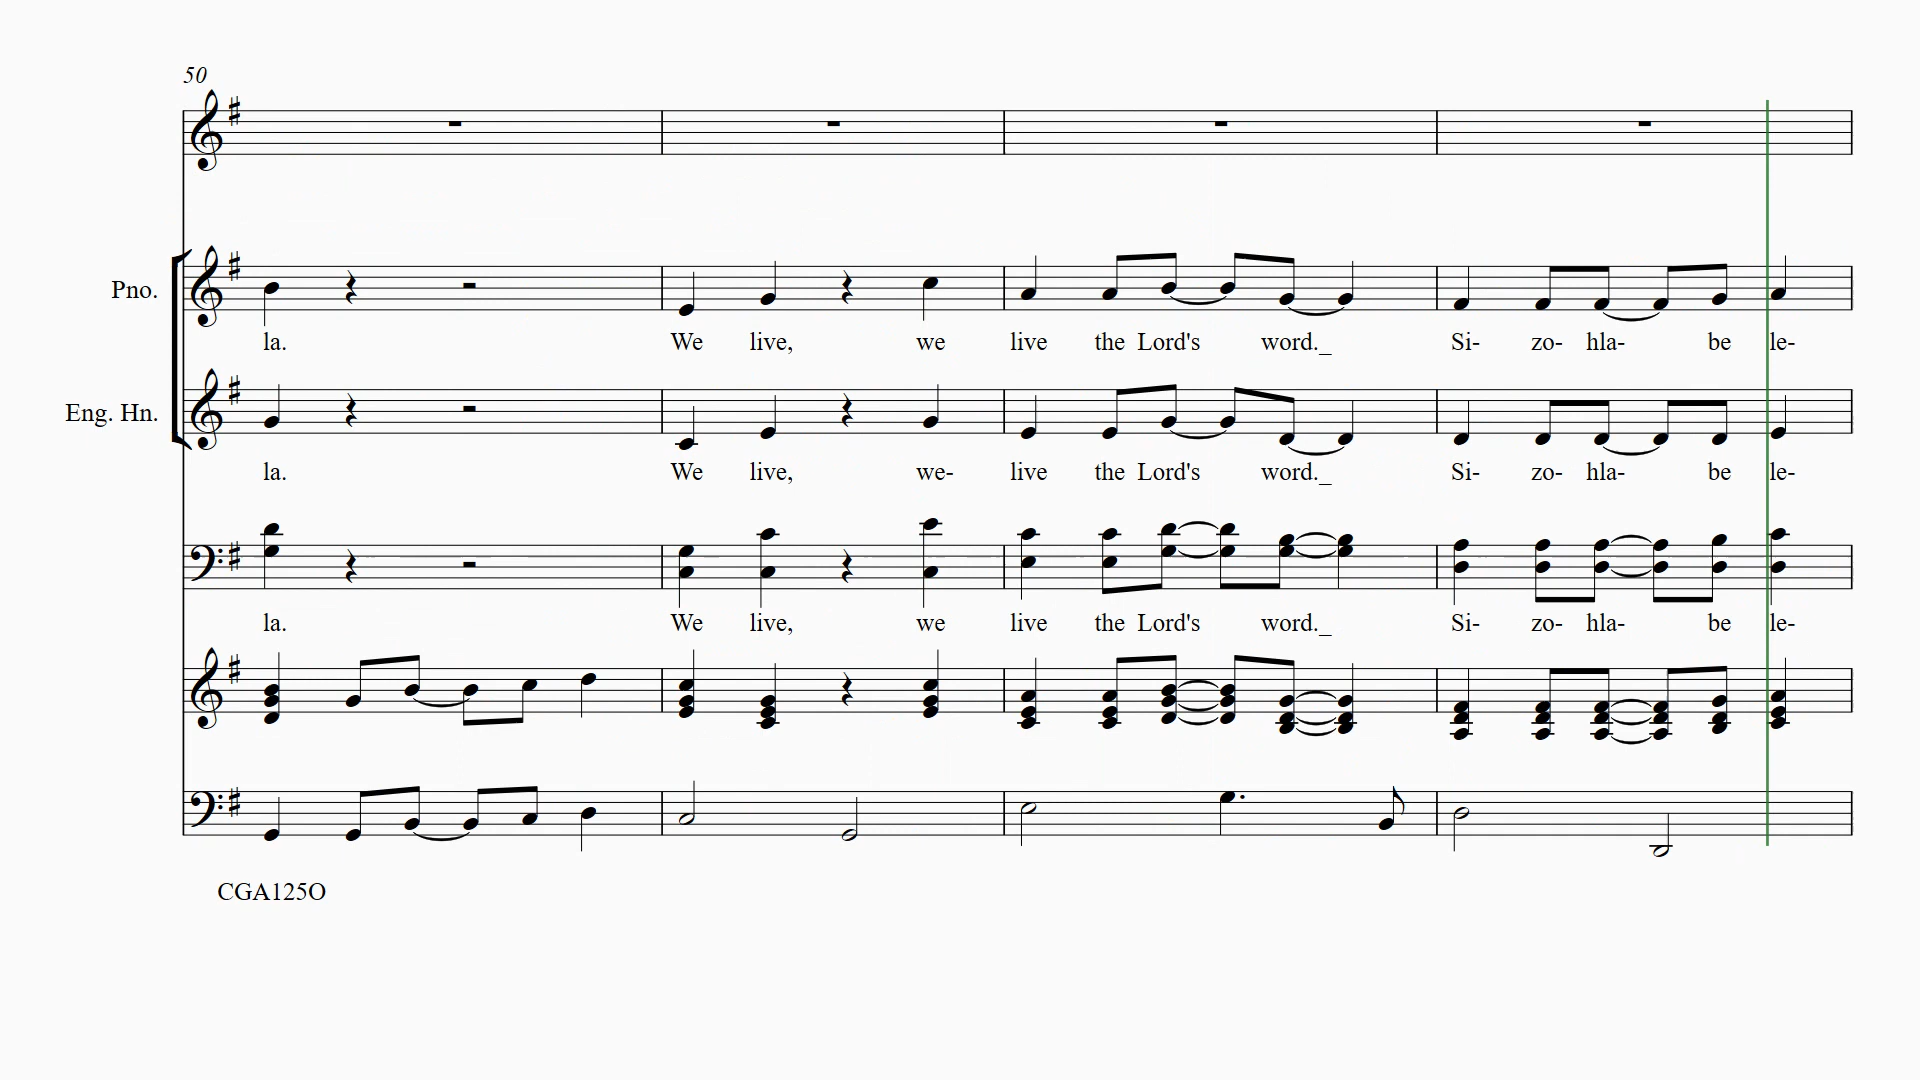 50
Pno.
la. We live, we live the Lord's word._ Si- zo- hla- be le-
Eng. Hn.
la. We live, we- live the Lord's word._ Si- zo- hla- be le-
la. We live, we live the Lord's word._ Si- zo- hla- be le-
CGA125O